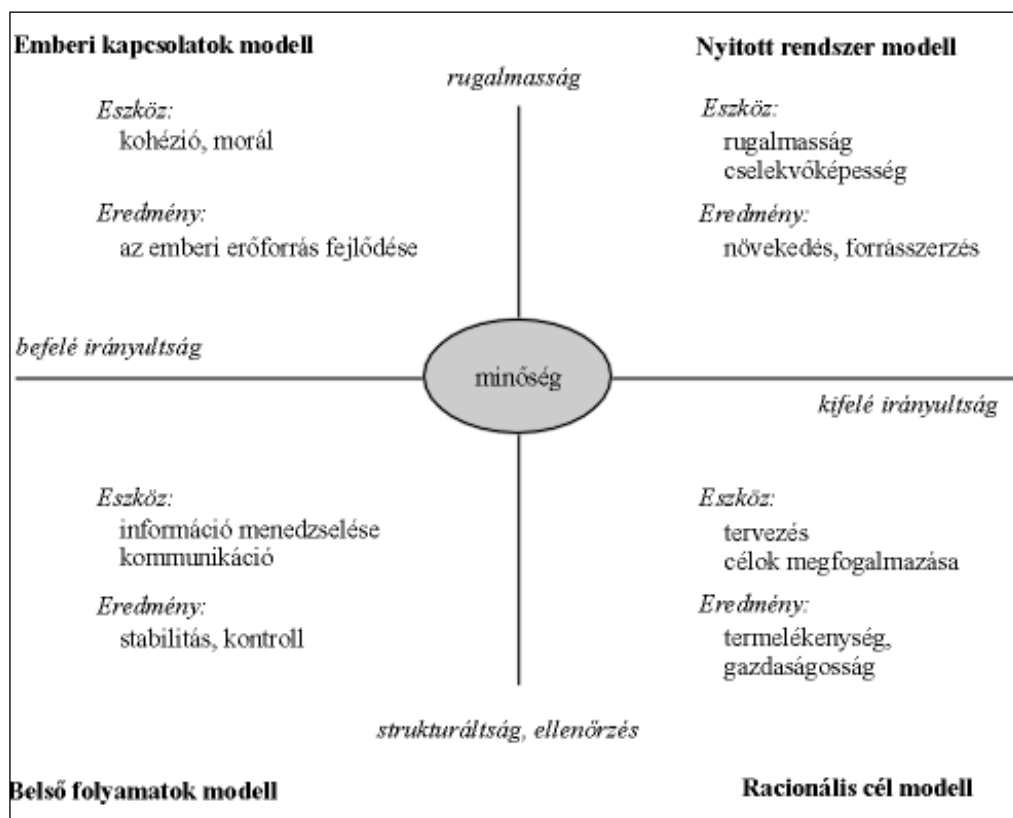 Emberi kapcsolatok modell
Nyitott rendszer modell
rugalmasság
Eszköz:
kohézió, morál
Eredmény:
az emberi erőforrás fejlődése
Eszköz:
rugalmasság
cselekvőképesség
Eredmény:
növekedés, forrásszerzés
befelé irányultság
minőség
kifelé irányultság
Eszköz:
információ menedzselése
kommunikáció
Eredmény:
stabilitás, kontroll
Eszköz:
tervezés
célok megfogalmazása
Eredmény:
termelékenység,
gazdaságosság
strukturáltság, ellenőrzés
Belső folyamatok modell
Racionális cél modell